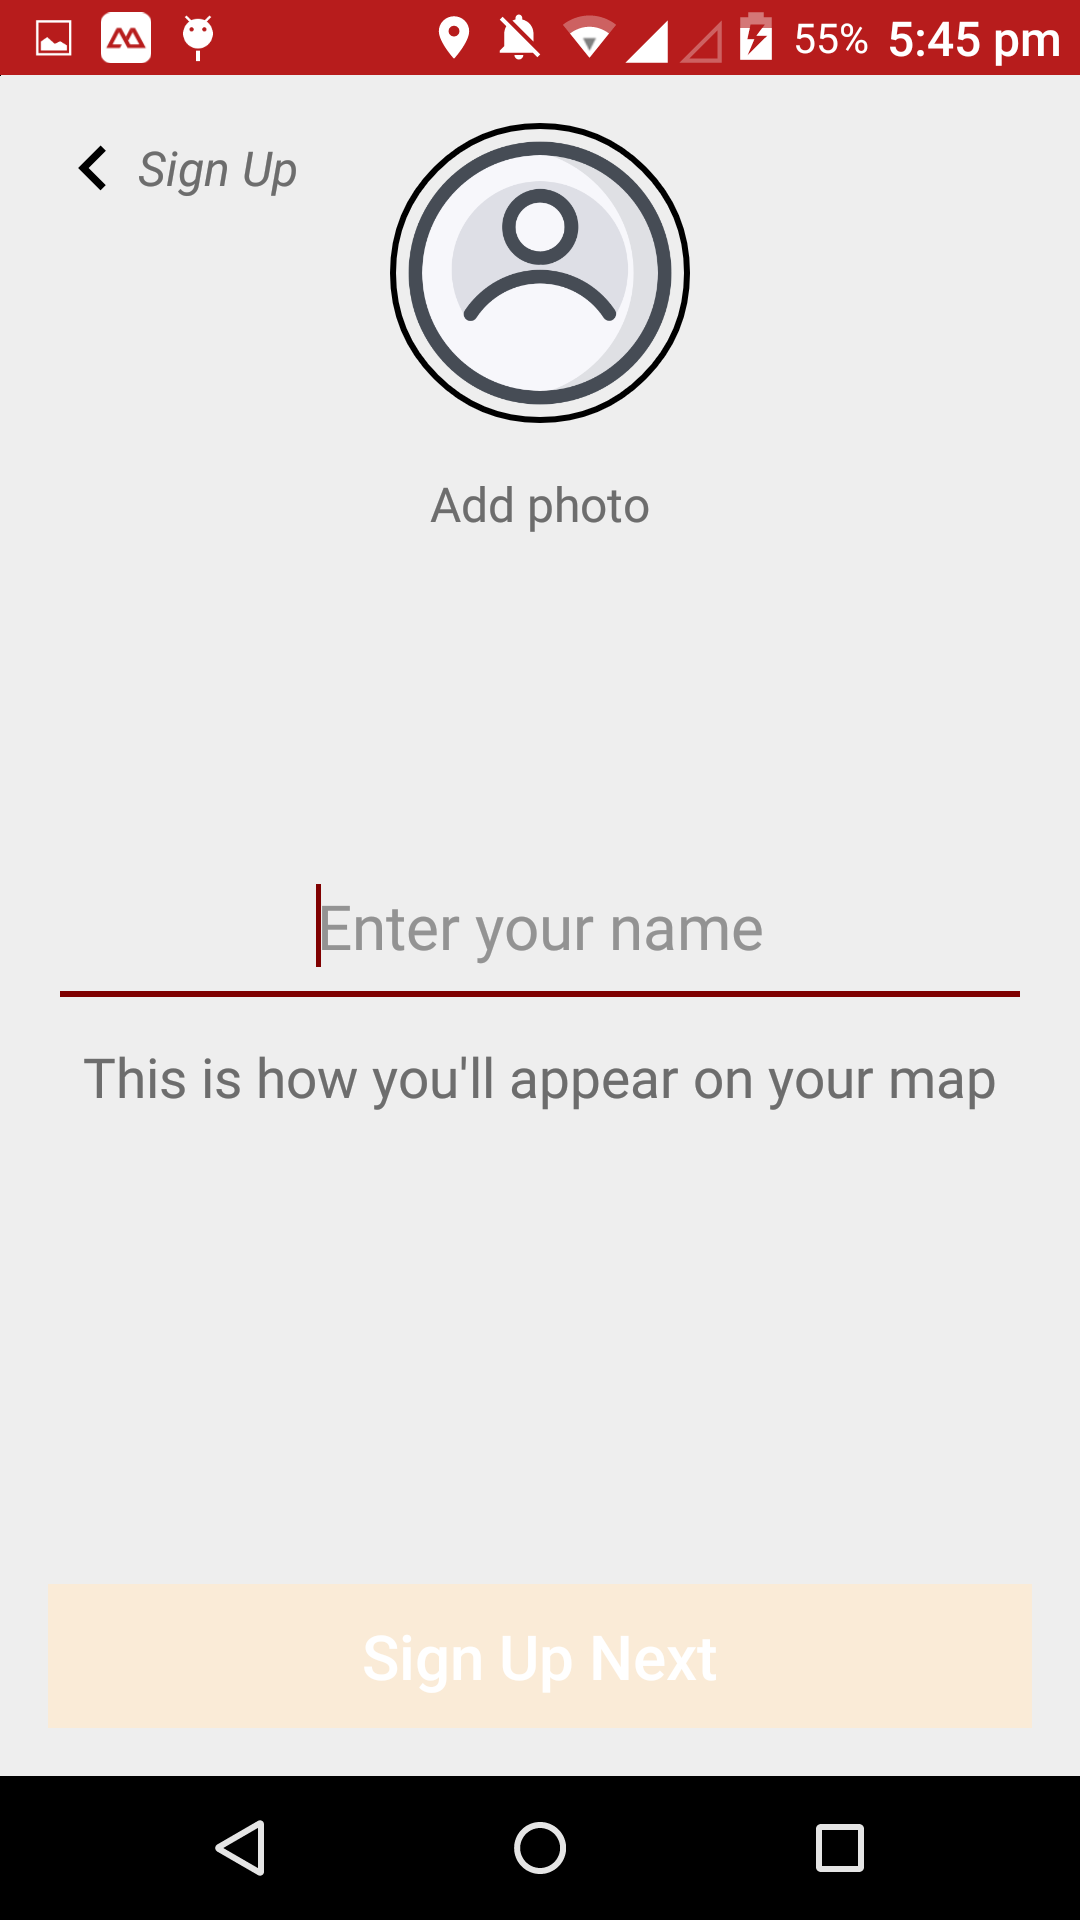 55% 5:45 pm
Sign Up
Add photo
Enter your name
This is how you'll appear on your map
Sign Up Next